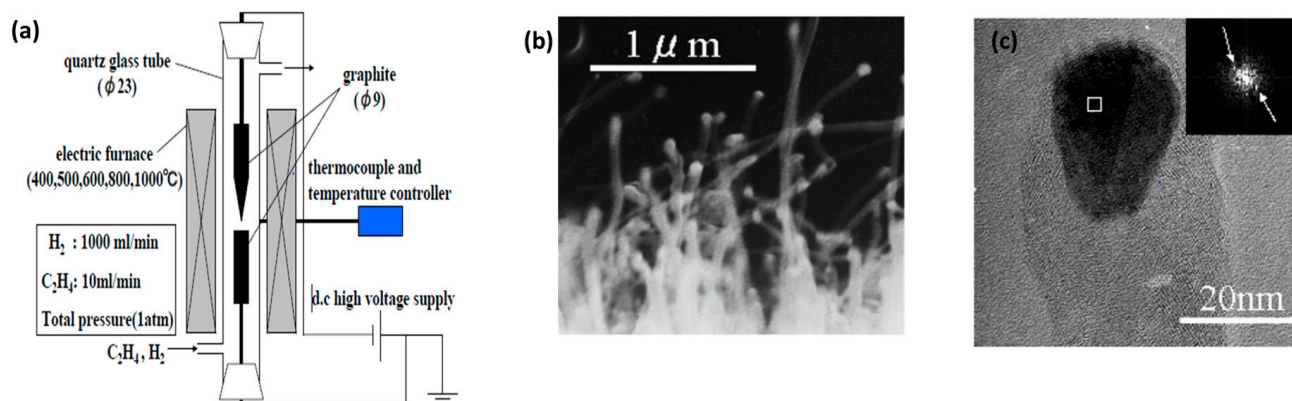 (a)
quartz glass tube
(ϕ23)
graphite
(ϕ9)
electric furnace
(400,500,600,800,1000℃)
thermocouple and
temperature controller
H₂ : 1000 ml/min
C₂H₄: 10ml/min
Total pressure(1atm)
d.c high voltage supply
C₂H₄ , H₂
(b)
1 μ m
(c)
20nm